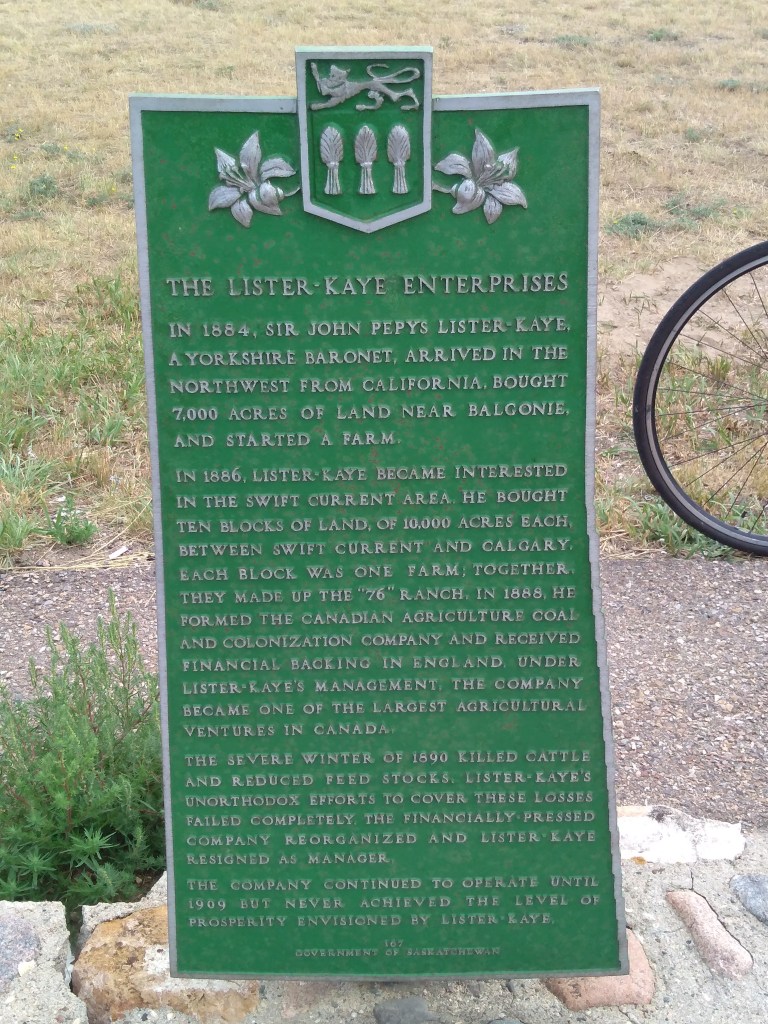 THE LISTER-KAYE ENTERPRISES
IN 1884, SIR JOHN PEPYS LISTER-KAYE,
A YORKSHIRE BARONET, ARRIVED IN THE
NORTHWEST FROM CALIFORNIA, BOUGHT
7,000 ACRES OF LAND NEAR BALGONIE,
AND STARTED A FARM.
IN 1886, LISTER-KAYE BECAME INTERESTED
IN THE SWIFT CURRENT AREA. HE BOUGHT
TEN BLOCKS OF LAND, OF 10,000 ACRES EACH,
BETWEEN SWIFT CURRENT AND CALGARY.
EACH BLOCK WAS ONE FARM; TOGETHER,
THEY MADE UP THE "76" RANCH. IN 1888, HE
FORMED THE CANADIAN AGRICULTURE COAL
AND COLONIZATION COMPANY AND RECEIVED
FINANCIAL BACKING IN ENGLAND. UNDER
LISTER-KAYE'S MANAGEMENT, THE COMPANY
BECAME ONE OF THE LARGEST AGRICULTURAL
VENTURES IN CANADA.
THE SEVERE WINTER OF 1890 KILLED CATTLE
AND REDUCED FEED STOCKS. LISTER-KAYE'S
UNORTHODOX EFFORTS TO COVER THESE LOSSES
FAILED COMPLETELY. THE FINANCIALLY-PRESSED
COMPANY REORGANIZED AND LISTER-KAYE
RESIGNED AS MANAGER.
THE COMPANY CONTINUED TO OPERATE UNTIL
1909 BUT NEVER ACHIEVED THE LEVEL OF
PROSPERITY ENVISIONED BY LISTER-KAYE.
167
GOVERNMENT OF SASKATCHEWAN